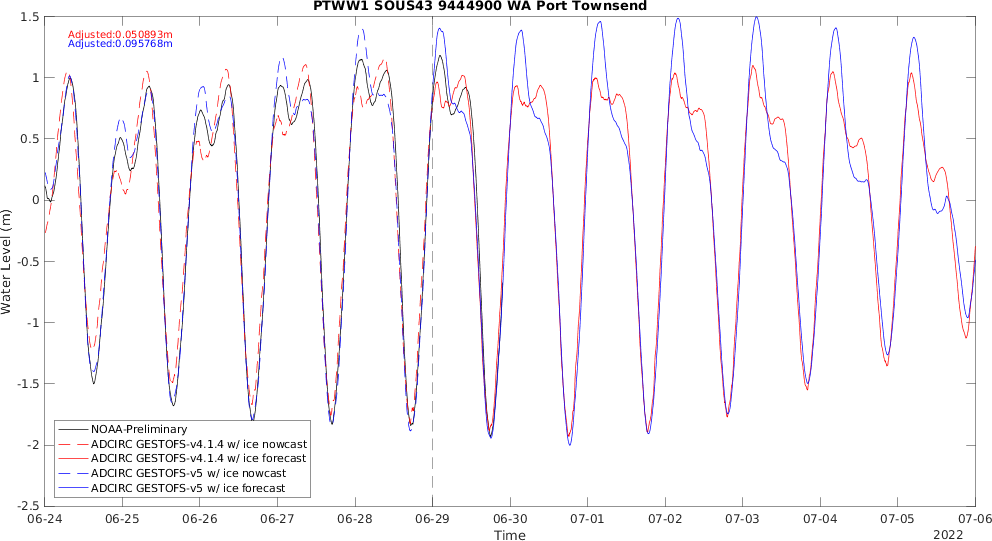 PTWW1 SOUS43 9444900 WA Port Townsend
Adjusted:0.050893m
Adjusted:0.095768m
1.5
1
0.5
0
-0.5
-1
-1.5
-2
-2.5
Water Level (m)
NOAA-Preliminary
ADCIRC GESTOFS-v4.1.4 w/ ice nowcast
ADCIRC GESTOFS-v4.1.4 w/ ice forecast
ADCIRC GESTOFS-v5 w/ ice nowcast
ADCIRC GESTOFS-v5 w/ ice forecast
06-24 06-25 06-26 06-27 06-28 06-29 06-30 07-01 07-02 07-03 07-04 07-05 07-06
Time
2022